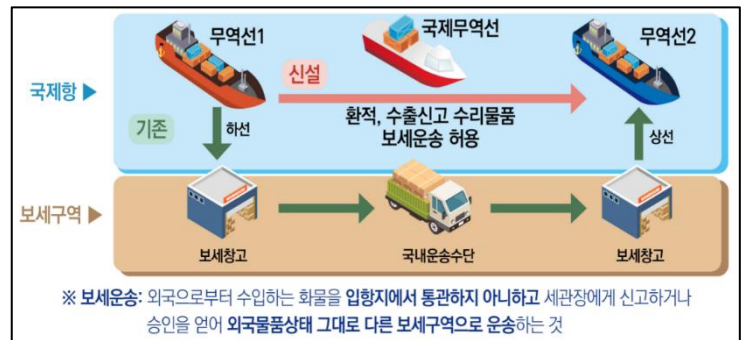 무역선1
국제무역선
무역선2
국제항 ▶
신설
기존
하선
환적, 수출신고 수리물품
보세운송 허용
상선
보세구역 ▶
보세창고
국내운송수단
보세창고
※ 보세운송: 외국으로부터 수입하는 화물을 입항지에서 통관하지 아니하고 세관장에게 신고하거나
승인을 얻어 외국물품상태 그대로 다른 보세구역으로 운송하는 것